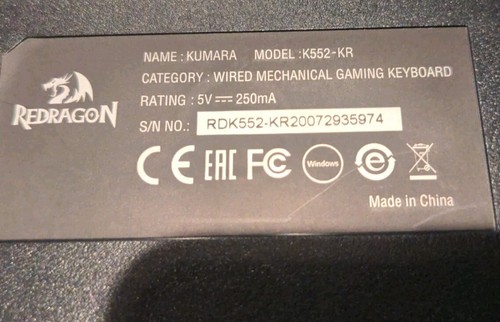 NAME : KUMARA MODEL : K552-KR
CATEGORY : WIRED MECHANICAL GAMING KEYBOARD
REDRAGON
RATING : 5V ⎓ 250mA
S/N NO.: RDK552-KR20072935974
CE EAC FC Windows e
Made in China